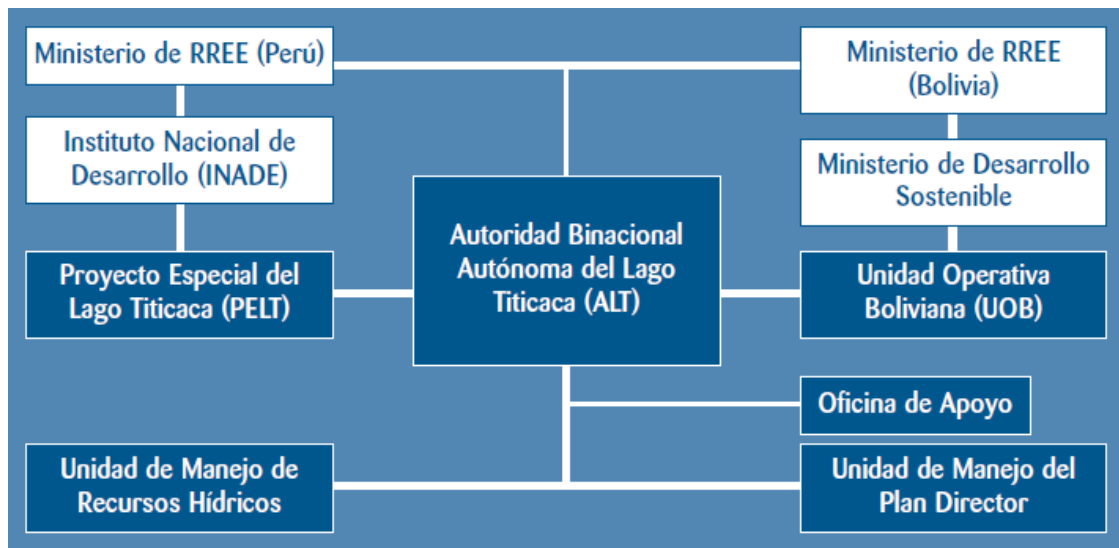 Ministerio de RREE (Perú)
Ministerio de RREE
(Bolivia)
Instituto Nacional de
Desarrollo (INADE)
Ministerio de Desarrollo
Sostenible
Autoridad Binacional
Autónoma del Lago
Titicaca (ALT)
Proyecto Especial del
Lago Titicaca (PELT)
Unidad Operativa
Boliviana (UOB)
Oficina de Apoyo
Unidad de Manejo de
Recursos Hídricos
Unidad de Manejo del
Plan Director